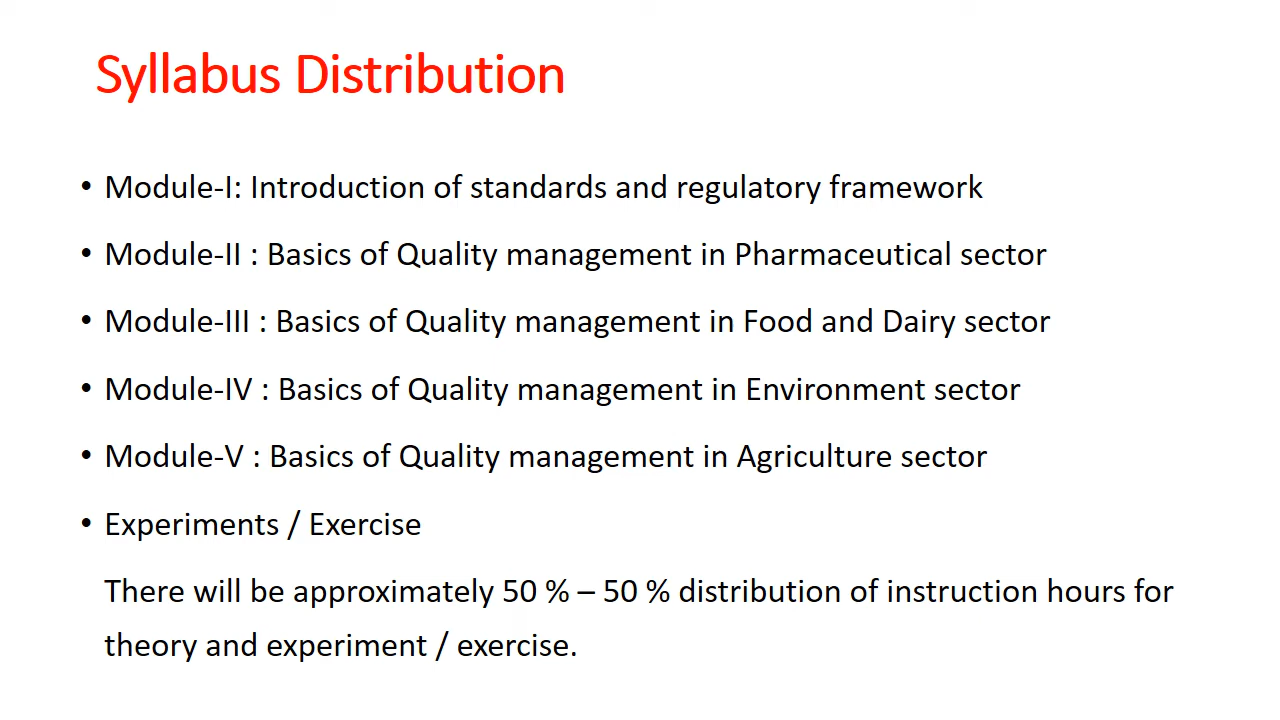 Syllabus Distribution
• Module-I: Introduction of standards and regulatory framework
• Module-II : Basics of Quality management in Pharmaceutical sector
• Module-III : Basics of Quality management in Food and Dairy sector
• Module-IV : Basics of Quality management in Environment sector
• Module-V : Basics of Quality management in Agriculture sector
• Experiments / Exercise
There will be approximately 50 % – 50 % distribution of instruction hours for
theory and experiment / exercise.